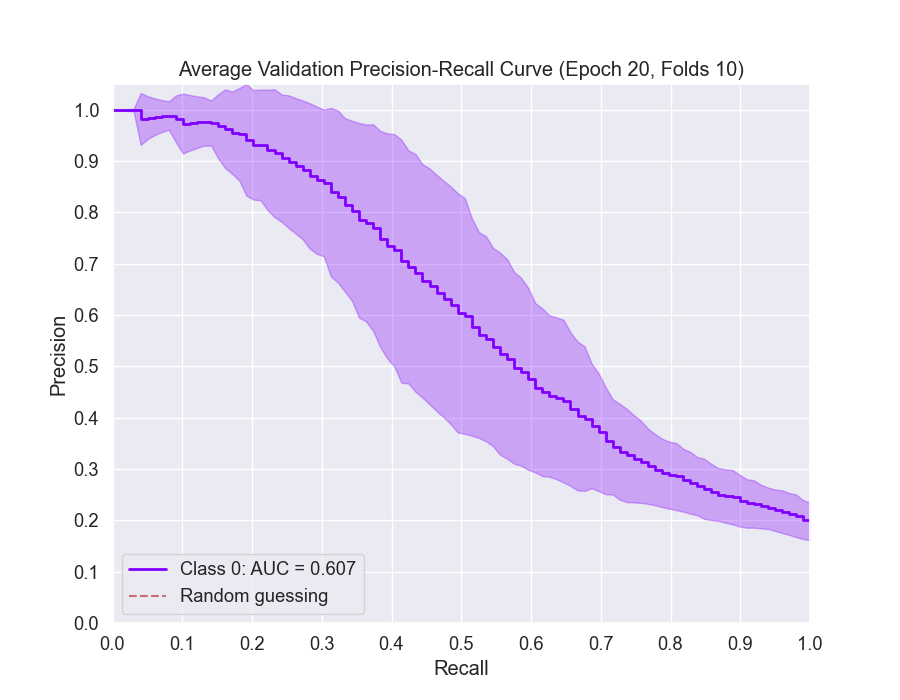 Average Validation Precision-Recall Curve (Epoch 20, Folds 10)
1.0
0.9
0.8
0.7
0.6
0.5
0.4
0.3
0.2
0.1
0.0
Precision
Class 0: AUC = 0.607
Random guessing
0.0 0.1 0.2 0.3 0.4 0.5 0.6 0.7 0.8 0.9 1.0
Recall